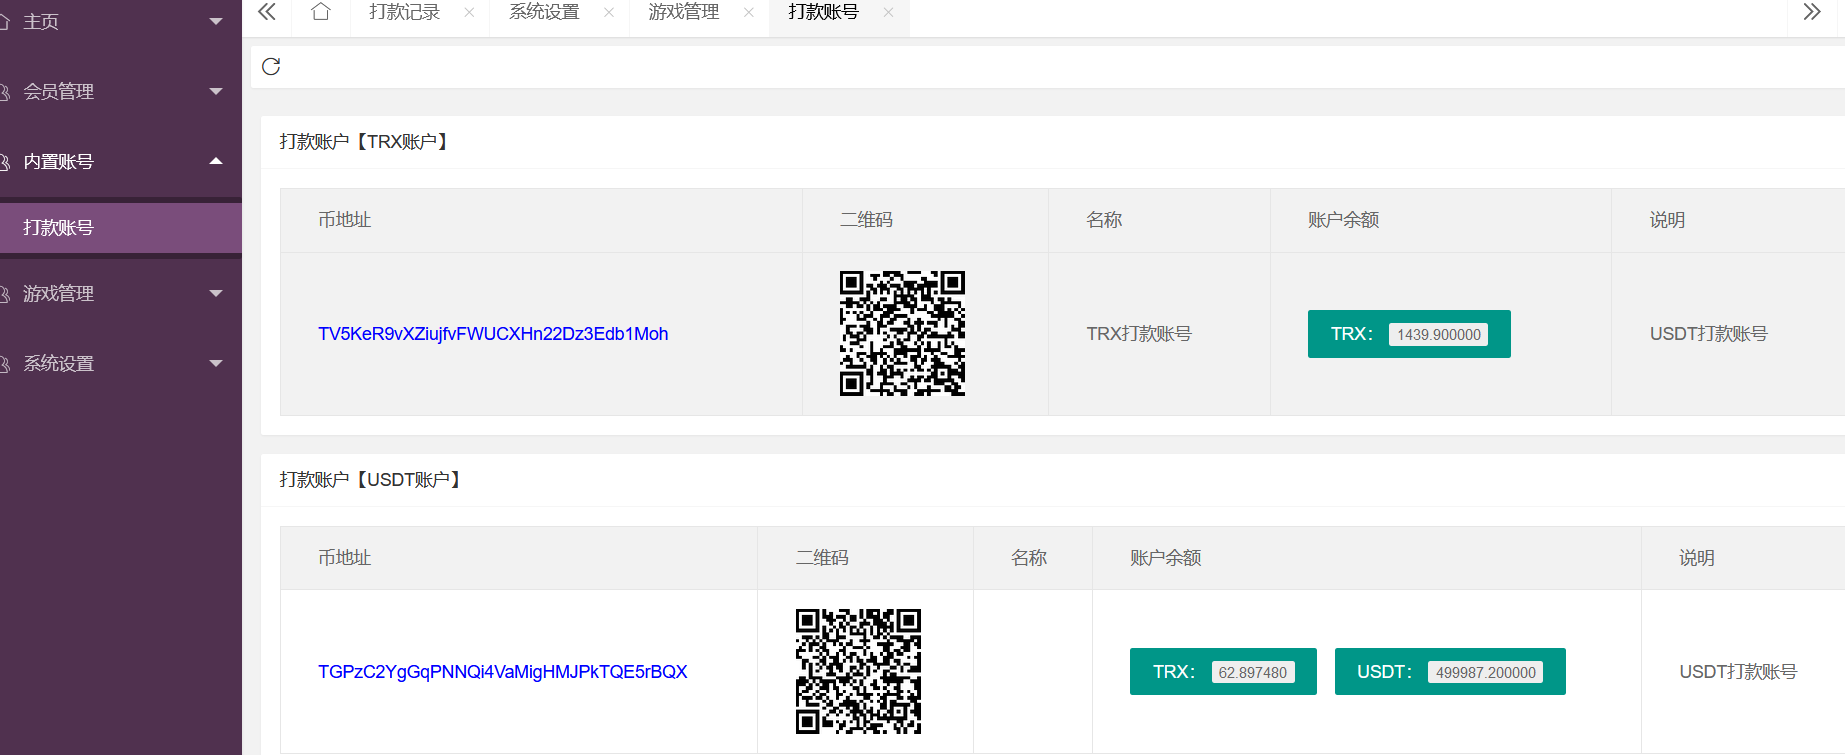 主页
会员管理
内置账号
打款账号
游戏管理
系统设置
打款记录
系统设置
游戏管理
打款账号
打款账户【TRX账户】
币地址 二维码 名称 账户余额 说明
TV5KeR9vXZiujfvFWUCXHn22Dz3Edb1Moh TRX打款账号 TRX： 1439.900000 USDT打款账号
打款账户【USDT账户】
币地址 二维码 名称 账户余额 说明
TGPzC2YgGqPNNQi4VaMigHMJPkTQE5rBQX TRX： 62.897480 USDT： 499987.200000 USDT打款账号